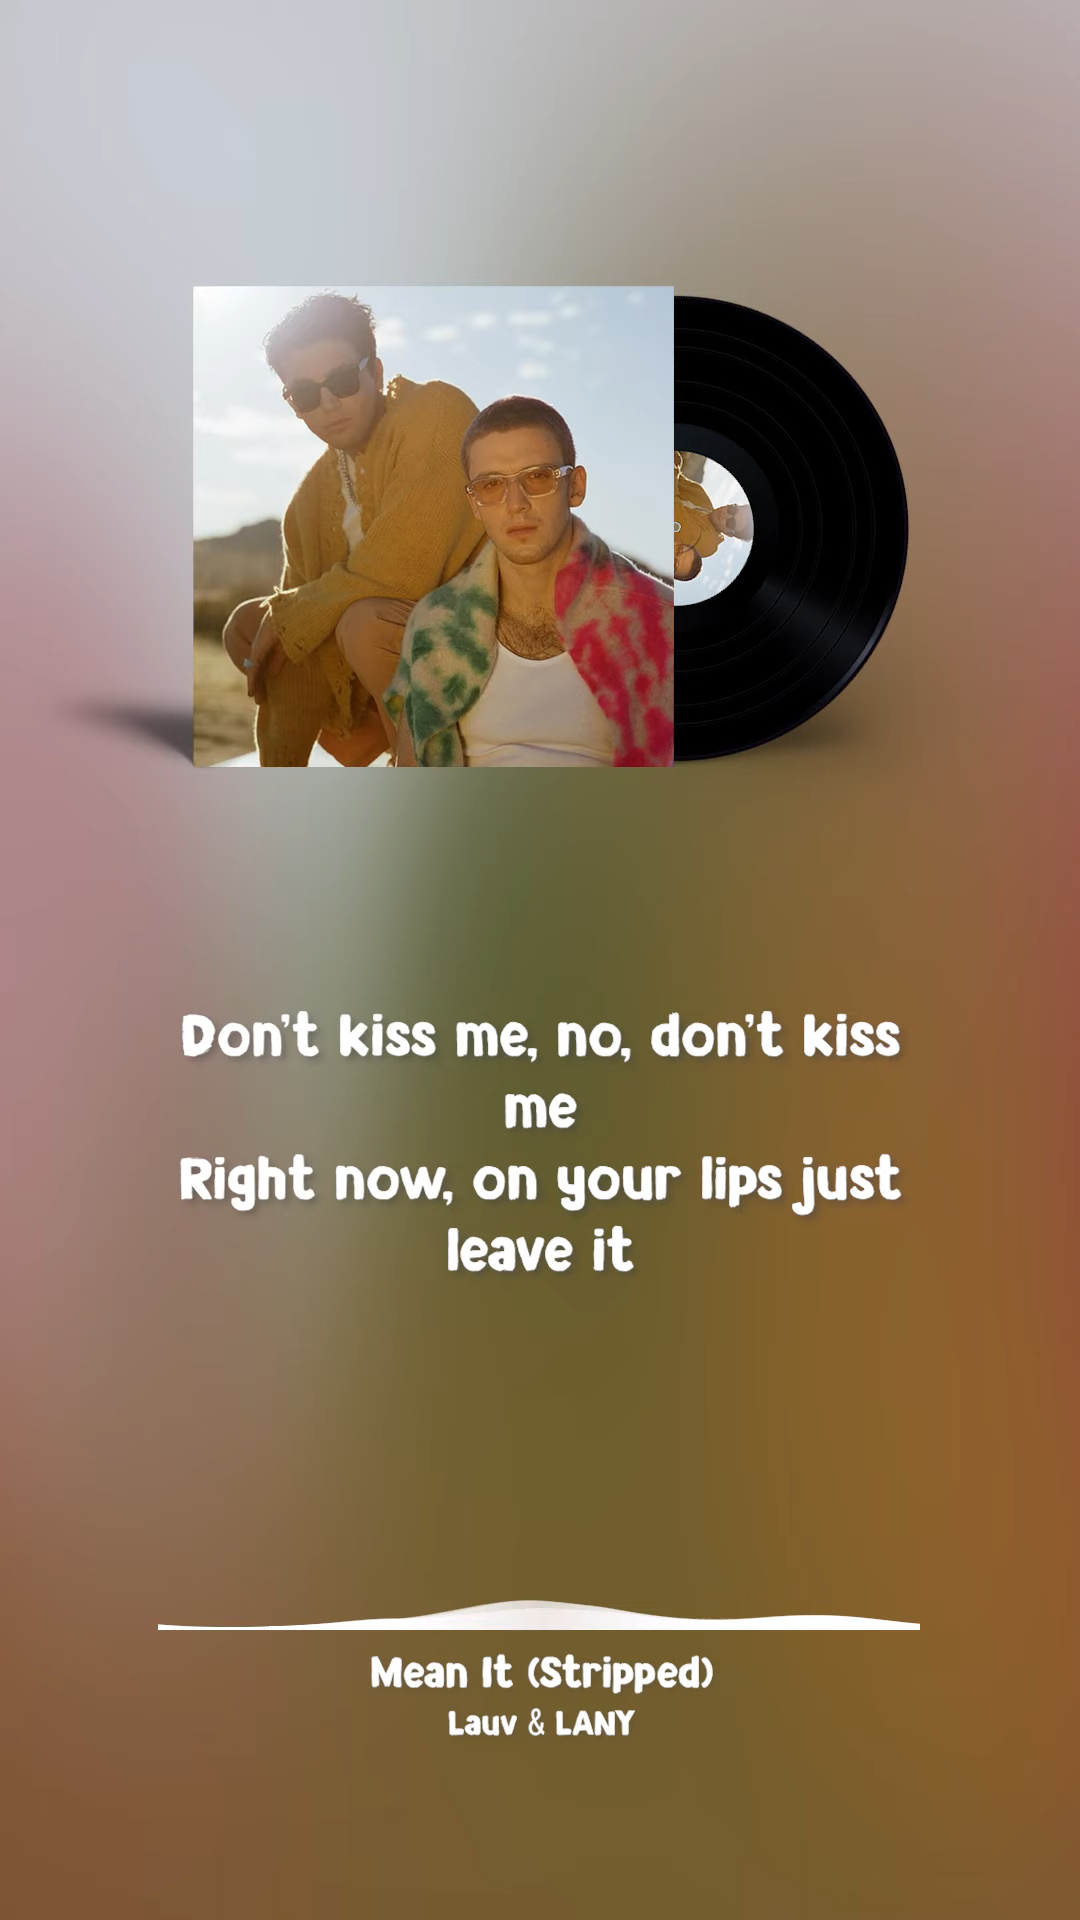 Don't kiss me, no, don't kiss
me
Right now, on your lips just
leave it
Mean It (Stripped)
Lauv & LANY